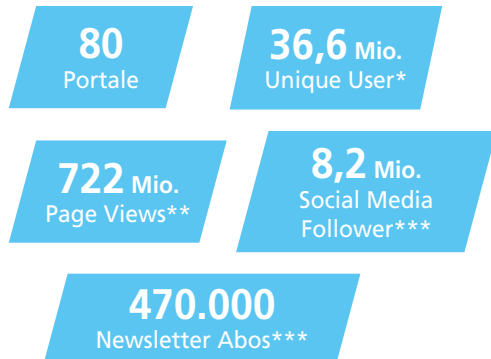 80
Portale
36,6 Mio.
Unique User*
722 Mio.
Page Views**
8,2 Mio.
Social Media
Follower***
470.000
Newsletter Abos***